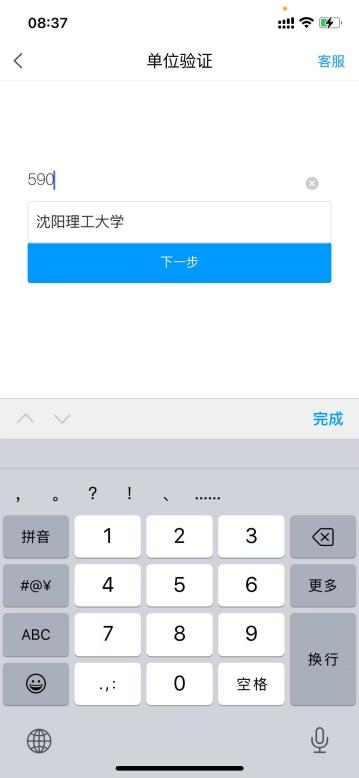 08:37
单位验证
客服
590
沈阳理工大学
下一步
完成
， 。 ? ! 、 ......
拼音 1 2 3
#@¥ 4 5 6 更多
ABC 7 8 9
换行
.,: 0 空格